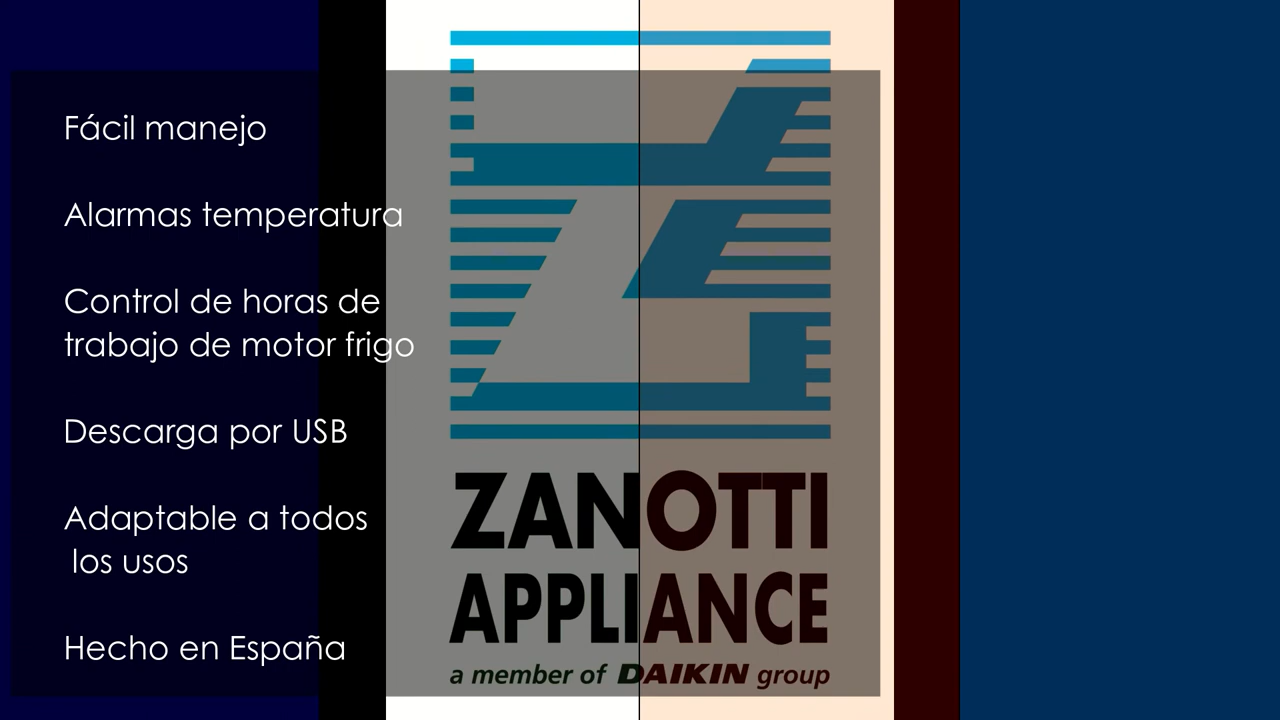 Fácil manejo
Alarmas temperatura
Control de horas de
trabajo de motor frigo
Descarga por USB
Adaptable a todos
los usos
Hecho en España
ZANOTTI
APPLIANCE
a member of DAIKIN group